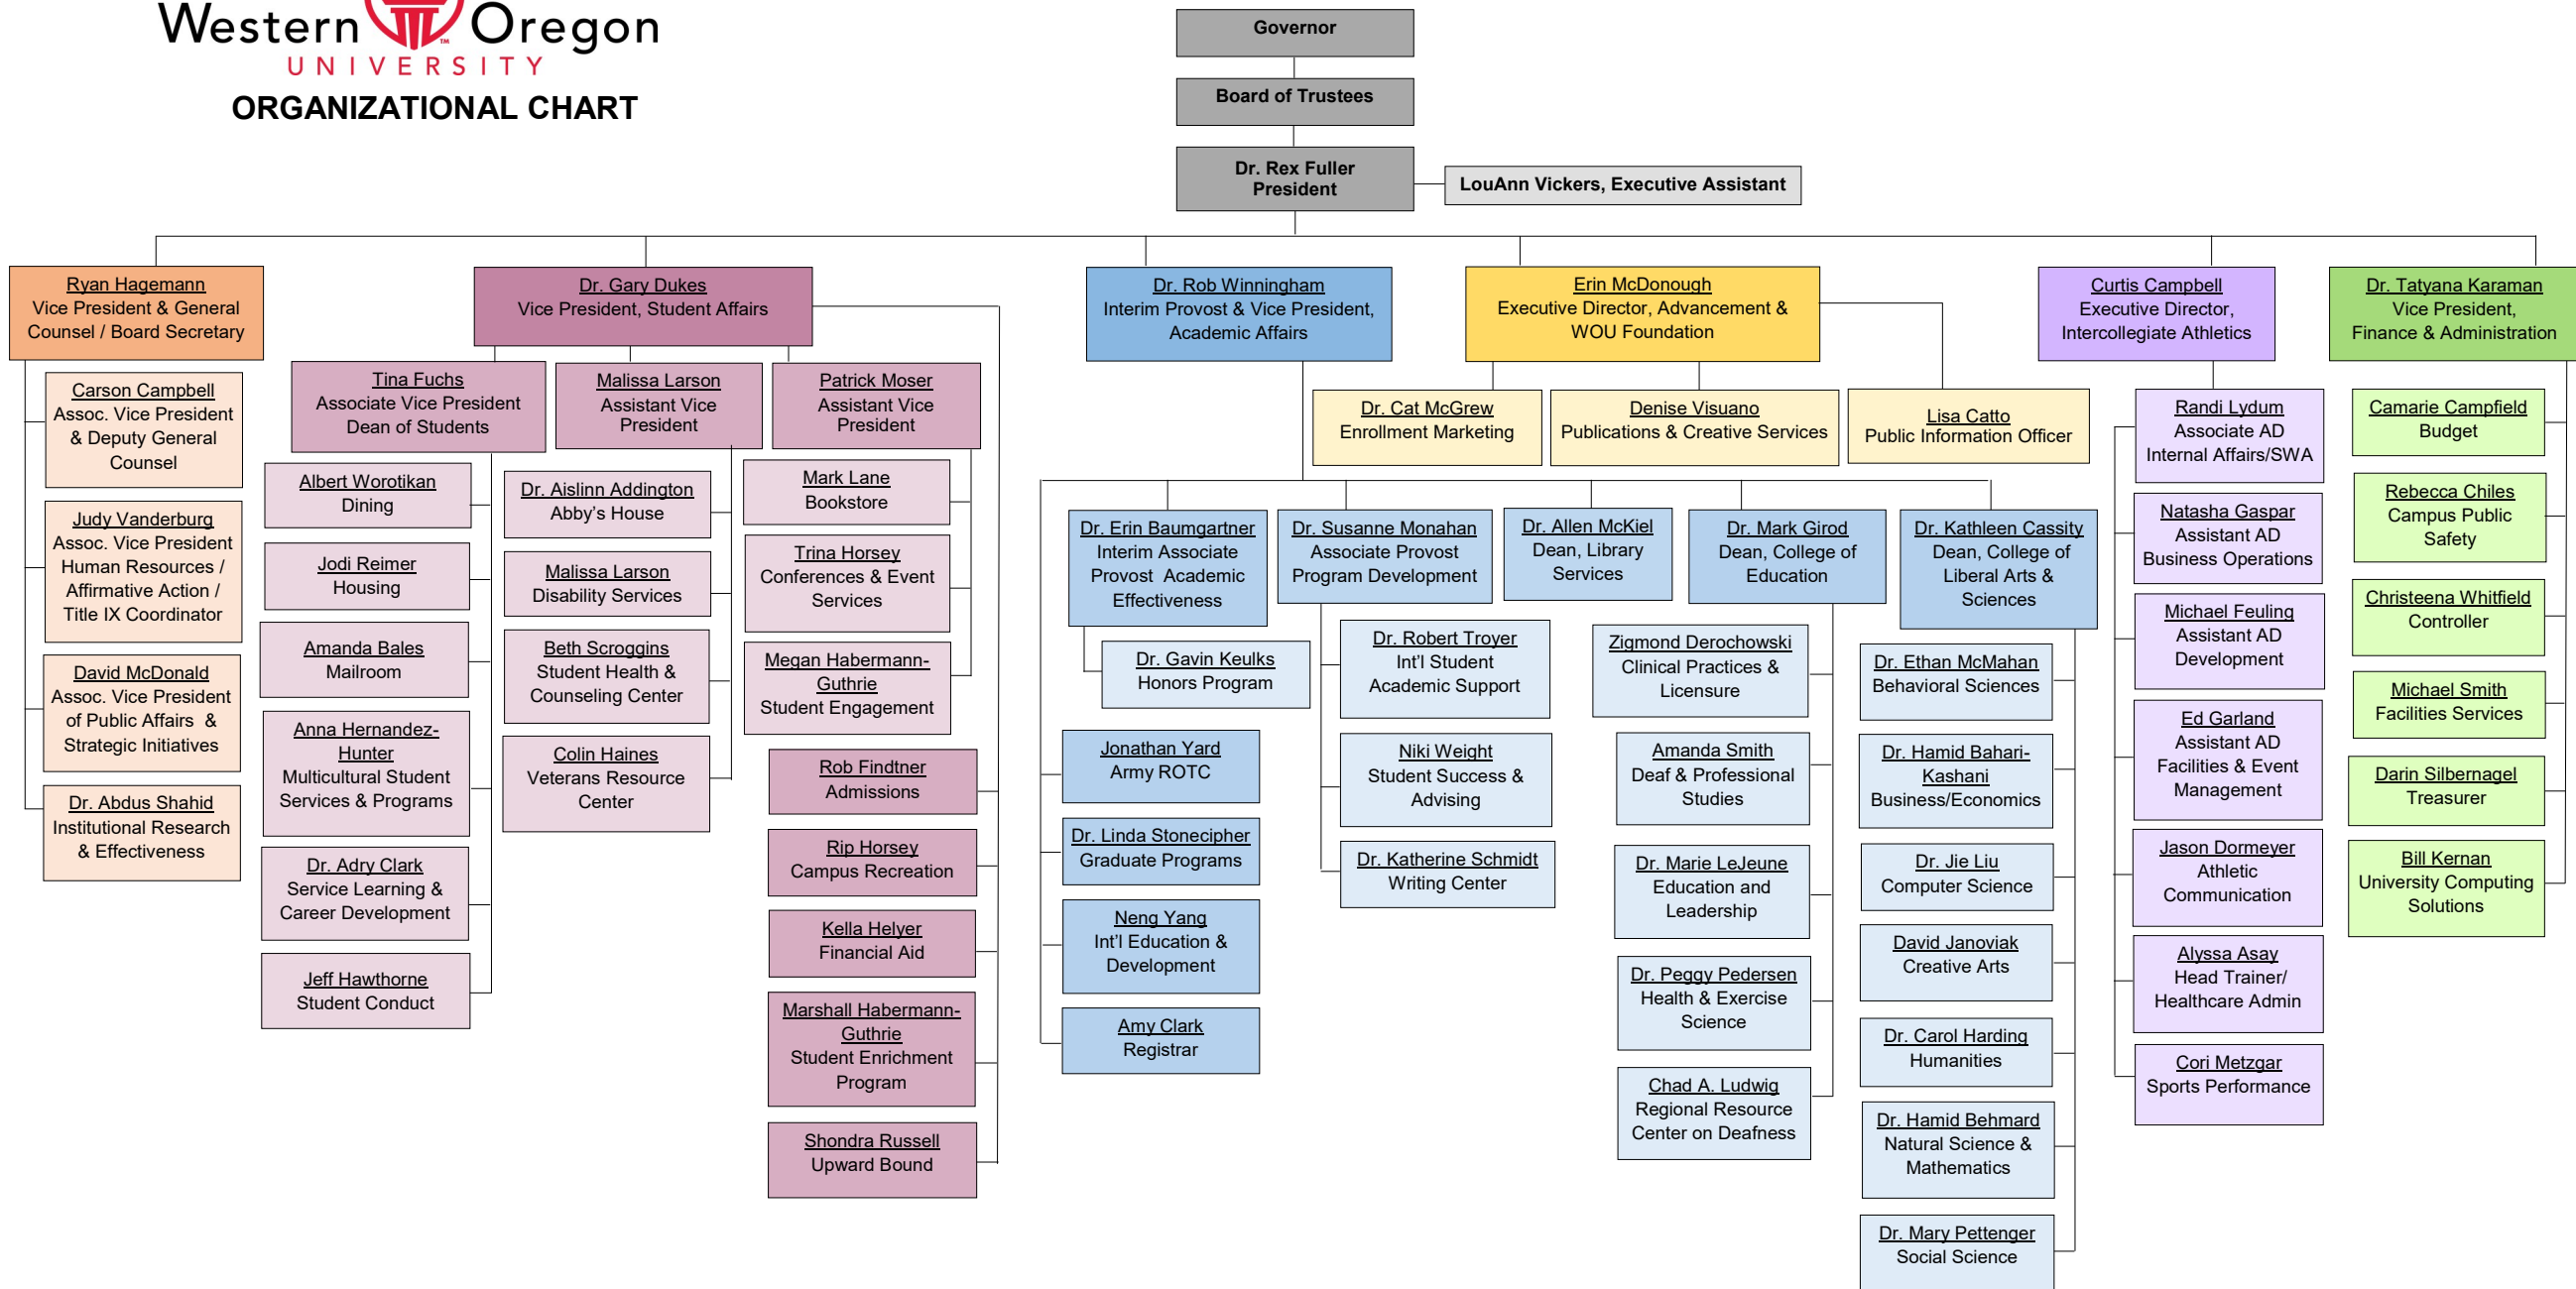 Western Oregon
™
UNIVERSITY
ORGANIZATIONAL CHART
Governor
Board of Trustees
Dr. Rex Fuller
President
LouAnn Vickers, Executive Assistant
Ryan Hagemann
Vice President & General
Counsel / Board Secretary
Carson Campbell
Assoc. Vice President
& Deputy General
Counsel
Judy Vanderburg
Assoc. Vice President
Human Resources /
Affirmative Action /
Title IX Coordinator
David McDonald
Assoc. Vice President
of Public Affairs &
Strategic Initiatives
Dr. Abdus Shahid
Institutional Research
& Effectiveness
Dr. Gary Dukes
Vice President, Student Affairs
Tina Fuchs
Associate Vice President
Dean of Students
Albert Worotikan
Dining
Jodi Reimer
Housing
Amanda Bales
Mailroom
Anna Hernandez-
Hunter
Multicultural Student
Services & Programs
Dr. Adry Clark
Service Learning &
Career Development
Jeff Hawthorne
Student Conduct
Malissa Larson
Assistant Vice
President
Dr. Aislinn Addington
Abby’s House
Malissa Larson
Disability Services
Beth Scroggins
Student Health &
Counseling Center
Colin Haines
Veterans Resource
Center
Patrick Moser
Assistant Vice
President
Mark Lane
Bookstore
Trina Horsey
Conferences & Event
Services
Megan Habermann-
Guthrie
Student Engagement
Rob Findtner
Admissions
Rip Horsey
Campus Recreation
Kella Helyer
Financial Aid
Marshall Habermann-
Guthrie
Student Enrichment
Program
Shondra Russell
Upward Bound
Dr. Rob Winningham
Interim Provost & Vice President,
Academic Affairs
Dr. Erin Baumgartner
Interim Associate
Provost Academic
Effectiveness
Dr. Gavin Keulks
Honors Program
Jonathan Yard
Army ROTC
Dr. Linda Stonecipher
Graduate Programs
Neng Yang
Int’l Education &
Development
Amy Clark
Registrar
Dr. Susanne Monahan
Associate Provost
Program Development
Dr. Robert Troyer
Int’l Student
Academic Support
Niki Weight
Student Success &
Advising
Dr. Katherine Schmidt
Writing Center
Dr. Allen McKiel
Dean, Library
Services
Dr. Mark Girod
Dean, College of
Education
Zigmond Derochowski
Clinical Practices &
Licensure
Amanda Smith
Deaf & Professional
Studies
Dr. Marie LeJeune
Education and
Leadership
Dr. Peggy Pedersen
Health & Exercise
Science
Chad A. Ludwig
Regional Resource
Center on Deafness
Dr. Kathleen Cassity
Dean, College of
Liberal Arts &
Sciences
Dr. Ethan McMahan
Behavioral Sciences
Dr. Hamid Bahari-
Kashani
Business/Economics
Dr. Jie Liu
Computer Science
David Janoviak
Creative Arts
Dr. Carol Harding
Humanities
Dr. Hamid Behmard
Natural Science &
Mathematics
Dr. Mary Pettenger
Social Science
Erin McDonough
Executive Director, Advancement &
WOU Foundation
Dr. Cat McGrew
Enrollment Marketing
Denise Visuano
Publications & Creative Services
Lisa Catto
Public Information Officer
Curtis Campbell
Executive Director,
Intercollegiate Athletics
Randi Lydum
Associate AD
Internal Affairs/SWA
Natasha Gaspar
Assistant AD
Business Operations
Michael Feuling
Assistant AD
Development
Ed Garland
Assistant AD
Facilities & Event
Management
Jason Dormeyer
Athletic
Communication
Alyssa Asay
Head Trainer/
Healthcare Admin
Cori Metzgar
Sports Performance
Dr. Tatyana Karaman
Vice President,
Finance & Administration
Camarie Campfield
Budget
Rebecca Chiles
Campus Public
Safety
Christeena Whitfield
Controller
Michael Smith
Facilities Services
Darin Silbernagel
Treasurer
Bill Kernan
University Computing
Solutions